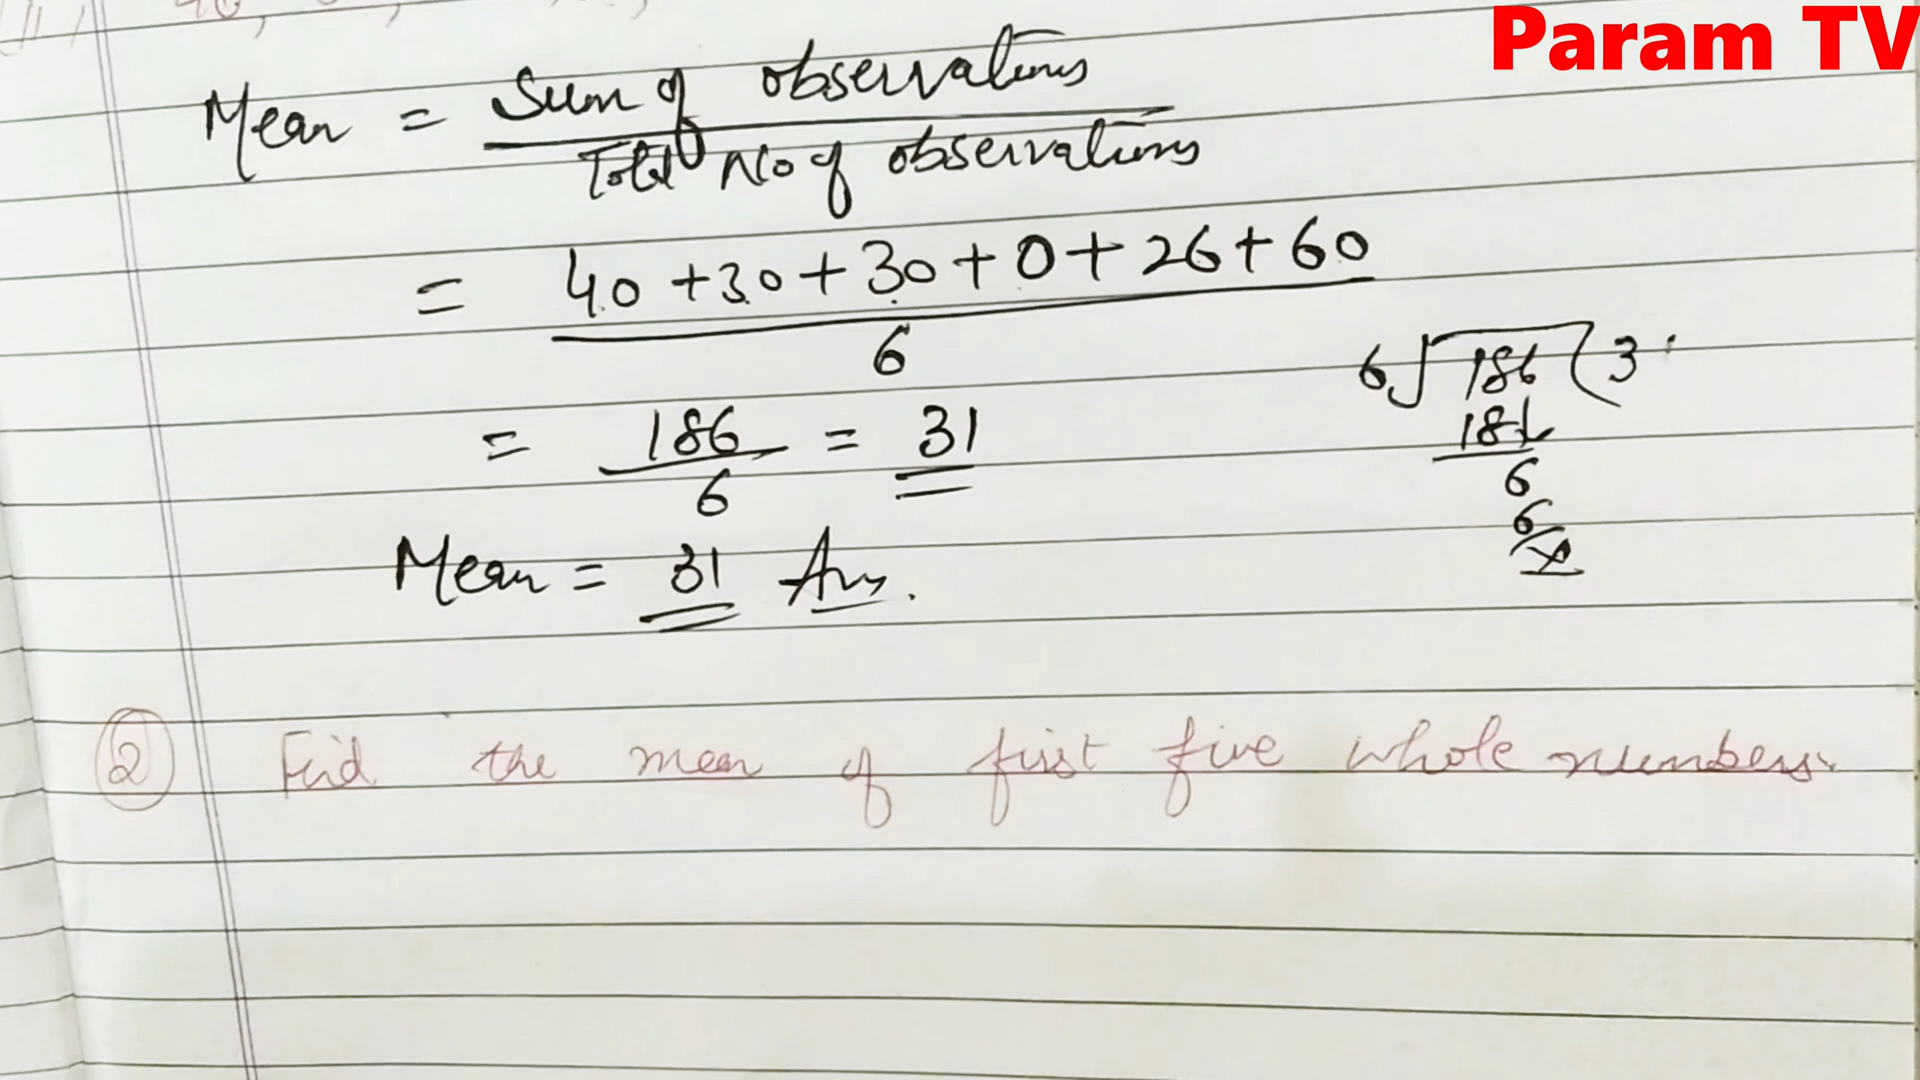 Param TV
Mean = Sum of observations
Total No of observations
= 40 + 30 + 30 + 0 + 26 + 60
6
6 186 ( 3
18
6
6
x
= 186 = 31
6
Mean = 31 Ans.
2 Find the mean of first five whole numbers.